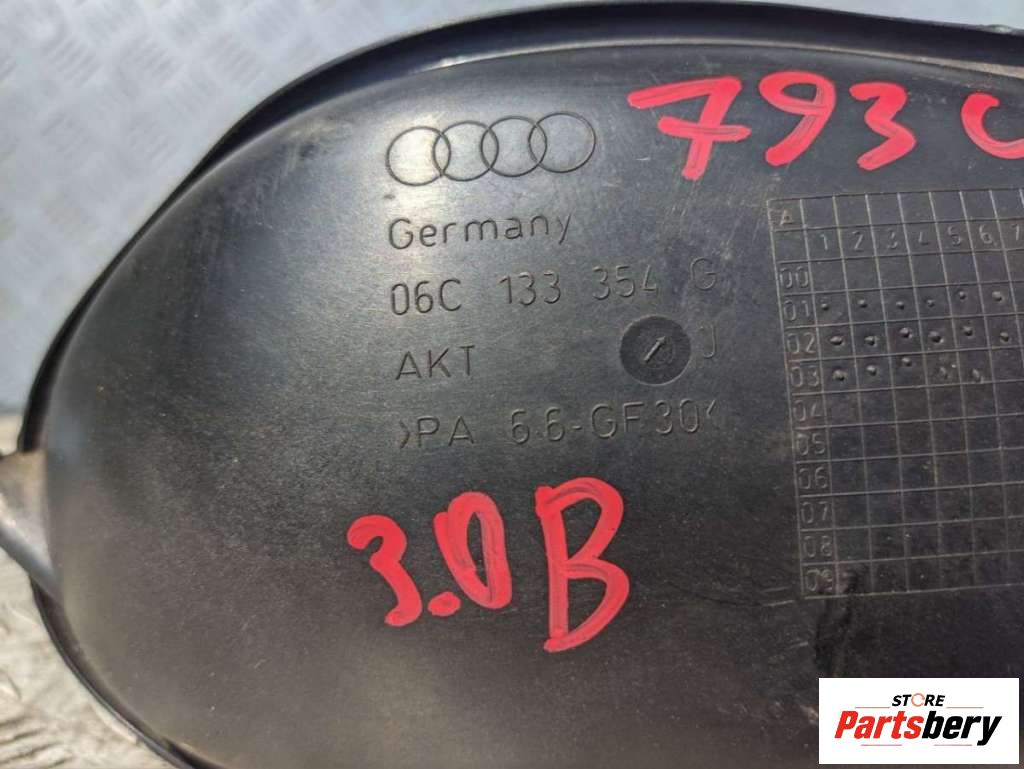 793 C
Germany
06C 133 354 G
AKT J
>PA 6.6-GF30<
3.0B
A 1 2 3 4 5 6 7
00
01
02
03
04
05
06
07
08
09
STORE
Partsbery